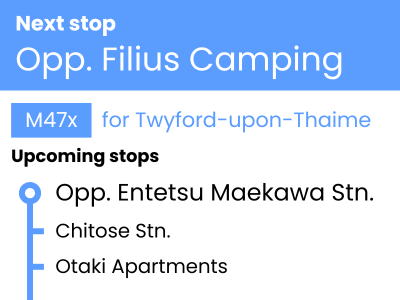 Next stop
Opp. Filius Camping
M47x for Twyford-upon-Thaime
Upcoming stops
Opp. Entetsu Maekawa Stn.
Chitose Stn.
Otaki Apartments